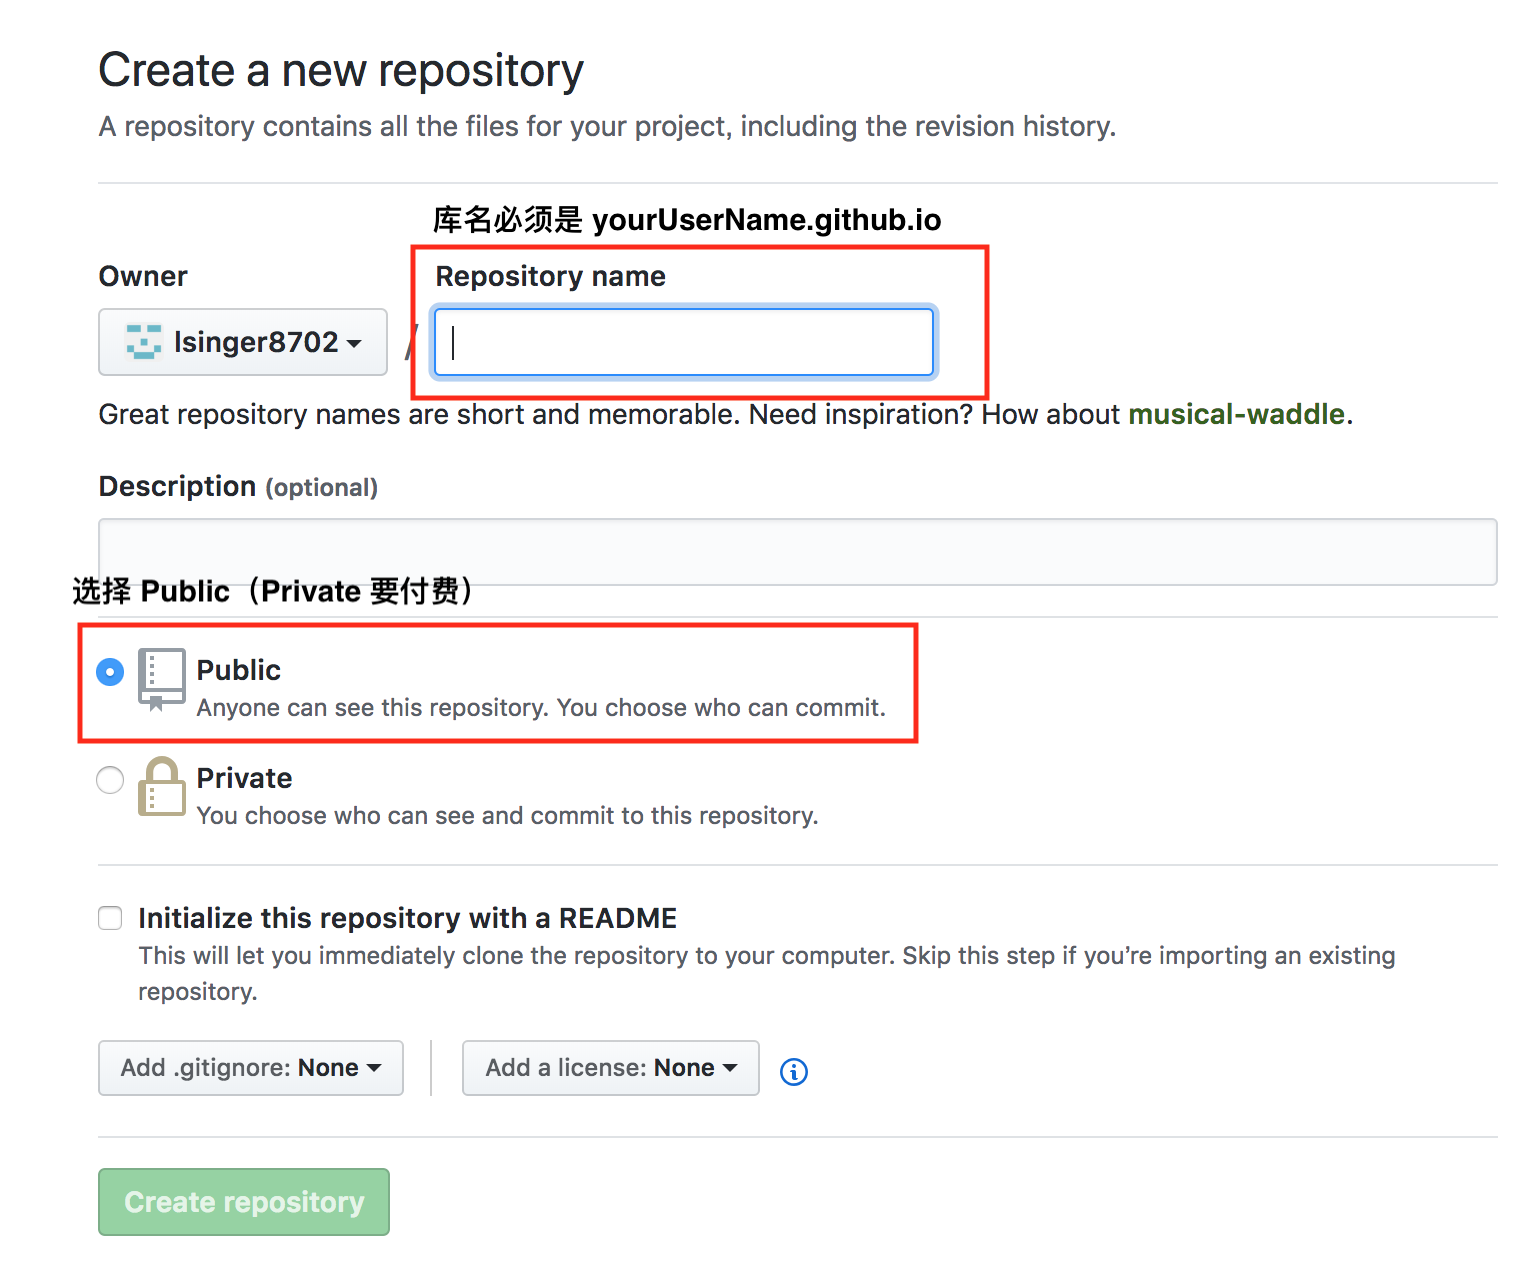 Create a new repository
A repository contains all the files for your project, including the revision history.
库名必须是 yourUserName.github.io
Owner
Repository name
lsinger8702
/
Great repository names are short and memorable. Need inspiration? How about musical-waddle.
Description (optional)
选择 Public（Private 要付费）
Public
Anyone can see this repository. You choose who can commit.
Private
You choose who can see and commit to this repository.
Initialize this repository with a README
This will let you immediately clone the repository to your computer. Skip this step if you’re importing an existing
repository.
Add .gitignore: None
Add a license: None
Create repository